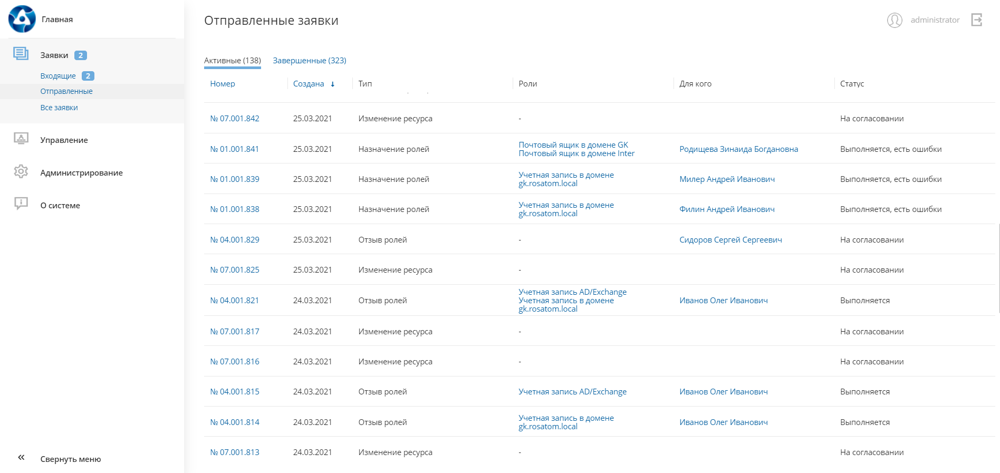 Главная
Заявки 2
Входящие 2
Отправленные
Все заявки
Управление
Администрирование
О системе
Свернуть меню
Отправленные заявки
administrator
Активные (138) Завершенные (323)
Номер Создана ↓ Тип Роли Для кого Статус
№ 07.001.842 25.03.2021 Изменение ресурса - На согласовании
№ 01.001.841 25.03.2021 Назначение ролей Почтовый ящик в домене GK
Почтовый ящик в домене Inter Родищева Зинаида Богдановна Выполняется, есть ошибки
№ 01.001.839 25.03.2021 Назначение ролей Учетная запись в домене
gk.rosatom.local Милер Андрей Иванович Выполняется, есть ошибки
№ 01.001.838 25.03.2021 Назначение ролей Учетная запись в домене
gk.rosatom.local Филин Андрей Иванович Выполняется, есть ошибки
№ 04.001.829 25.03.2021 Отзыв ролей - Сидоров Сергей Сергеевич На согласовании
№ 07.001.825 25.03.2021 Изменение ресурса - На согласовании
№ 04.001.821 24.03.2021 Отзыв ролей Учетная запись AD/Exchange
Учетная запись в домене
gk.rosatom.local Иванов Олег Иванович Выполняется
№ 07.001.817 24.03.2021 Изменение ресурса - На согласовании
№ 07.001.816 24.03.2021 Изменение ресурса - На согласовании
№ 04.001.815 24.03.2021 Отзыв ролей Учетная запись AD/Exchange Иванов Олег Иванович Выполняется
№ 04.001.814 24.03.2021 Отзыв ролей Учетная запись в домене
gk.rosatom.local Иванов Олег Иванович Выполняется
№ 07.001.813 24.03.2021 Изменение ресурса - На согласовании